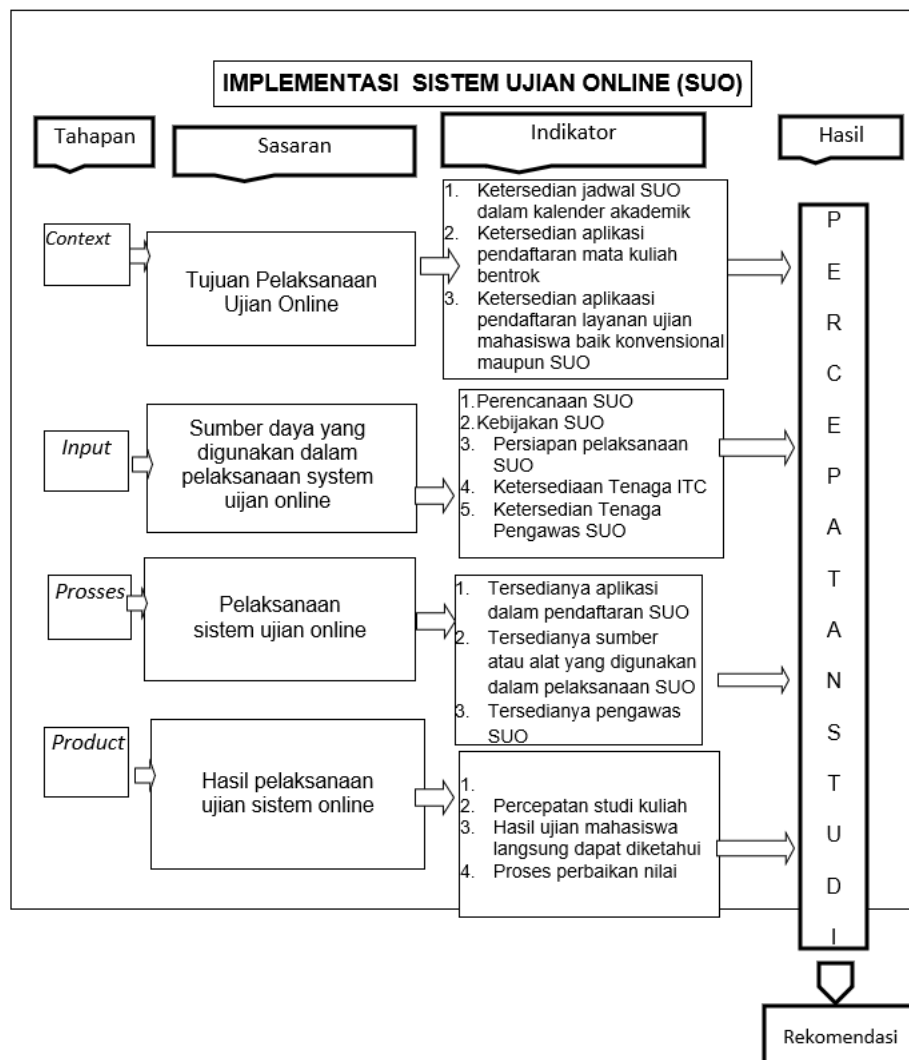 IMPLEMENTASI SISTEM UJIAN ONLINE (SUO)
Tahapan
Sasaran
Indikator
Hasil
Context
Tujuan Pelaksanaan
Ujian Online
1. Ketersedian jadwal SUO
dalam kalender akademik
2. Ketersedian aplikasi
pendaftaran mata kuliah
bentrok
3. Ketersedian aplikaasi
pendaftaran layanan ujian
mahasiswa baik konvensional
maupun SUO
Input
Sumber daya yang
digunakan dalam
pelaksanaan system
uijan online
1. Perencanaan SUO
2. Kebijakan SUO
3. Persiapan pelaksanaan
SUO
4. Ketersediaan Tenaga ITC
5. Ketersedian Tenaga
Pengawas SUO
Prosses
Pelaksanaan
sistem ujian online
1. Tersedianya aplikasi
dalam pendaftaran SUO
2. Tersedianya sumber
atau alat yang digunakan
dalam pelaksanaan SUO
3. Tersedianya pengawas
SUO
Product
Hasil pelaksanaan
ujian sistem online
1.
2. Percepatan studi kuliah
3. Hasil ujian mahasiswa
langsung dapat diketahui
4. Proses perbaikan nilai
P
E
R
C
E
P
A
T
A
N
S
T
U
D
I
Rekomendasi